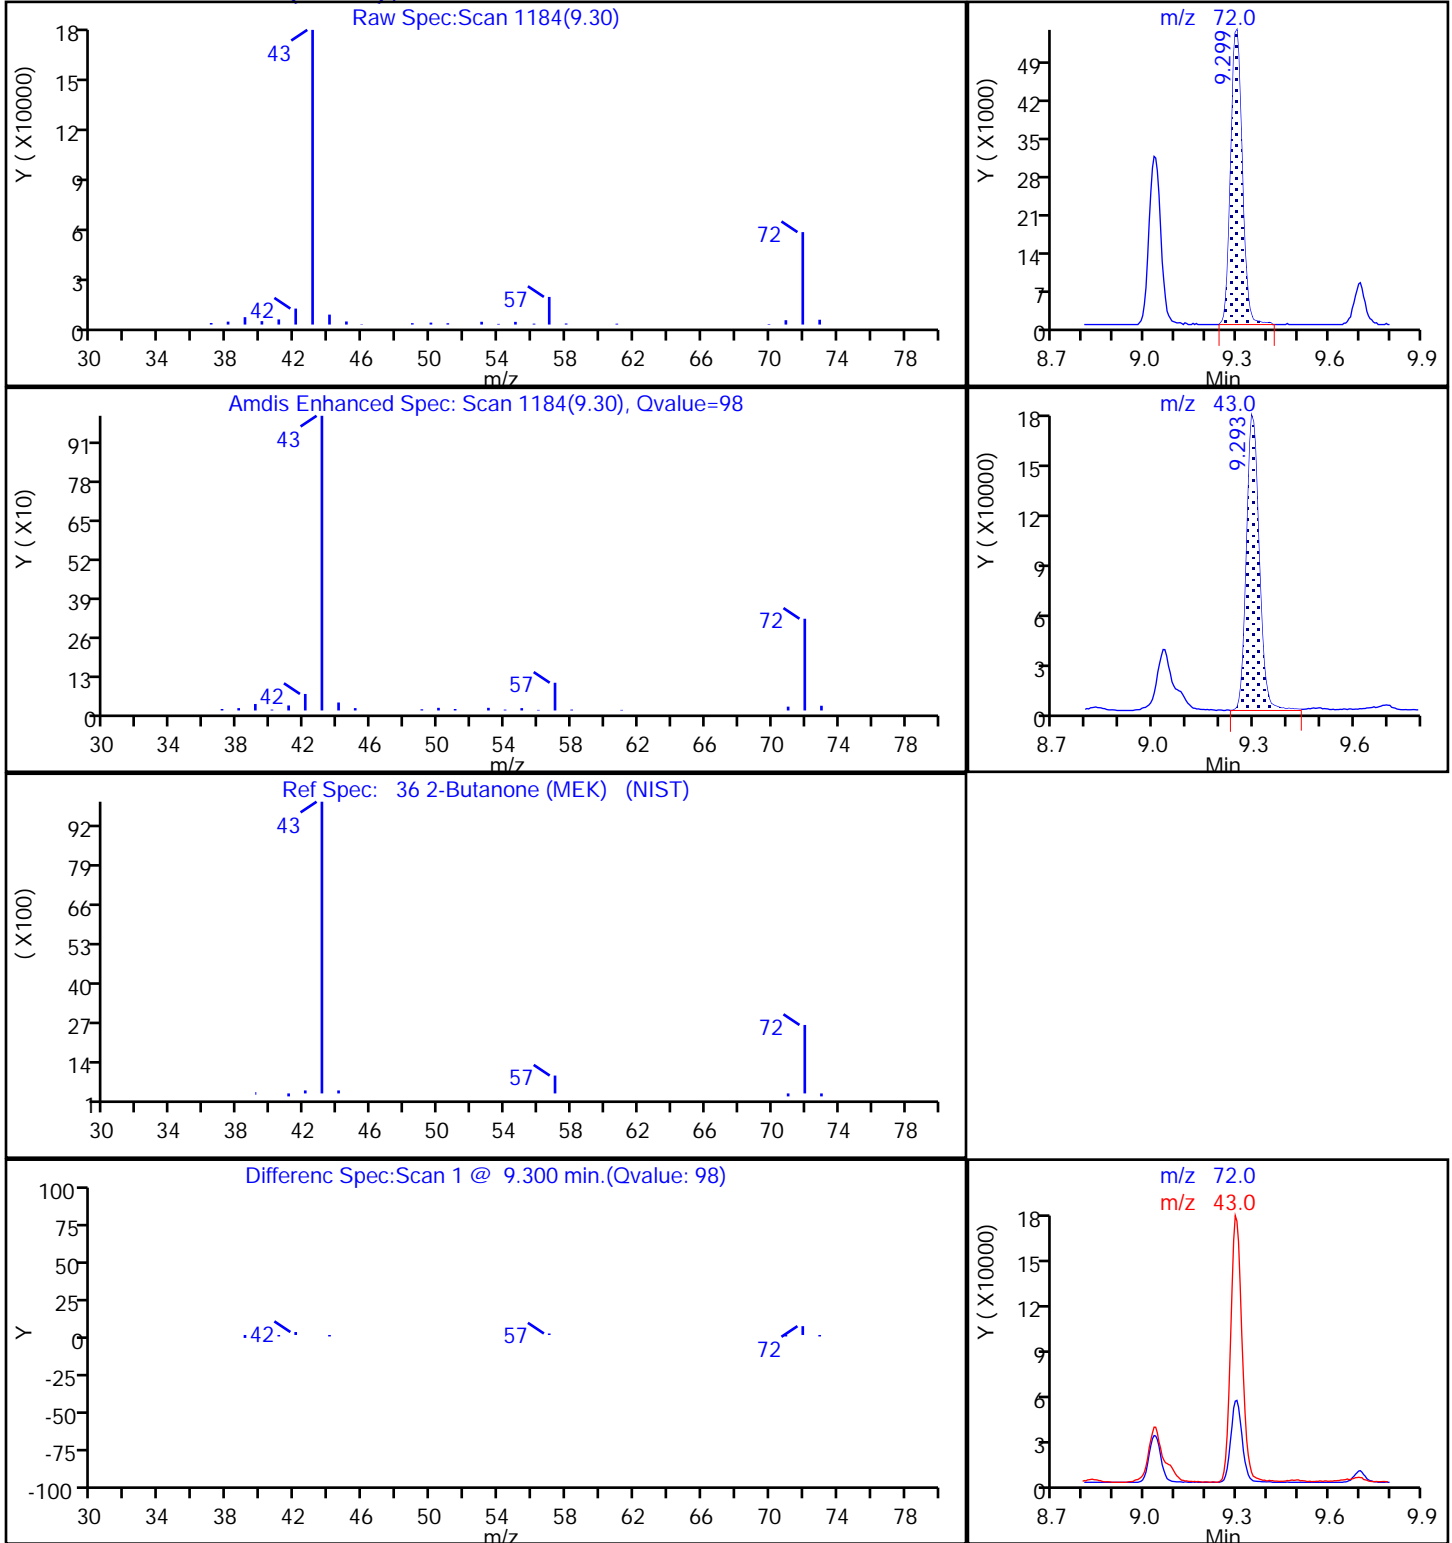 Raw Spec:Scan 1184(9.30)
Y ( X10000)
18
15
12
9
6
3
0
43
42
57
72
30 34 38 42 46 50 54 58 62 66 70 74 78
m/z
m/z 72.0
Y ( X1000)
49
42
35
28
21
14
7
0
9.299
8.7 9.0 9.3 9.6 9.9
Min
Amdis Enhanced Spec: Scan 1184(9.30), Qvalue=98
Y ( X10)
91
78
65
52
39
26
13
0
43
42
57
72
30 34 38 42 46 50 54 58 62 66 70 74 78
m/z
m/z 43.0
Y ( X10000)
18
15
12
9
6
3
0
9.293
8.7 9.0 9.3 9.6
Min
Ref Spec: 36 2-Butanone (MEK) (NIST)
( X100)
92
79
66
53
40
27
14
1
43
57
72
30 34 38 42 46 50 54 58 62 66 70 74 78
Differenc Spec:Scan 1 @ 9.300 min.(Qvalue: 98)
Y
100
75
50
25
0
-25
-50
-75
-100
42
57
72
30 34 38 42 46 50 54 58 62 66 70 74 78
m/z
m/z 72.0
m/z 43.0
Y ( X10000)
18
15
12
9
6
3
0
8.7 9.0 9.3 9.6 9.9
Min